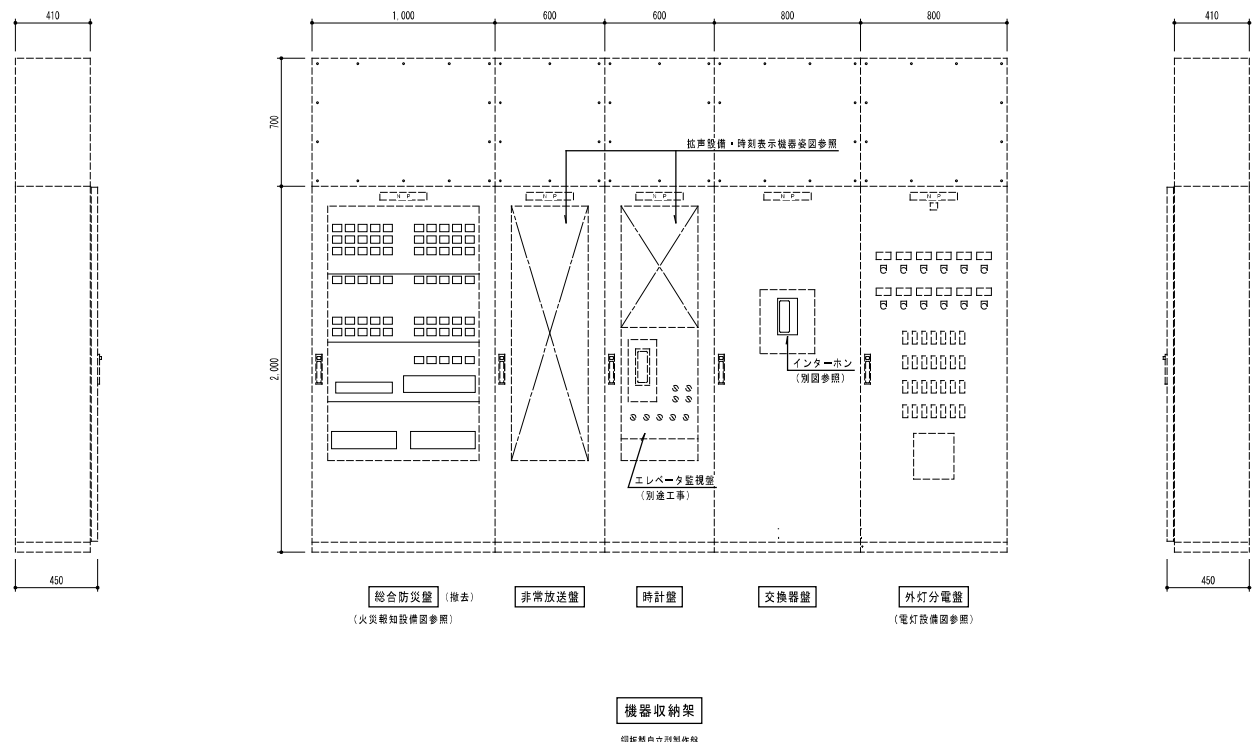 410
1,000
600
600
800
800
410
700
拡声設備・時刻表示機器姿図参照
N P
N P
N P
N P
N P
2,000
インターホン
(別図参照)
エレベータ監視盤
(別途工事)
450
450
総合防災盤 (撤去)
非常放送盤
時計盤
交換器盤
外灯分電盤
(火災報知設備図参照)
(電灯設備図参照)
機器収納架